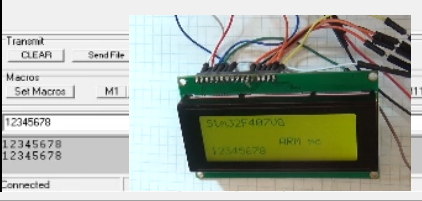 Transmit
CLEAR
Send File
Macros
Set Macros
M1
12345678
12345678
12345678
Connected
Stm32F407VG
ARM mc
12345678